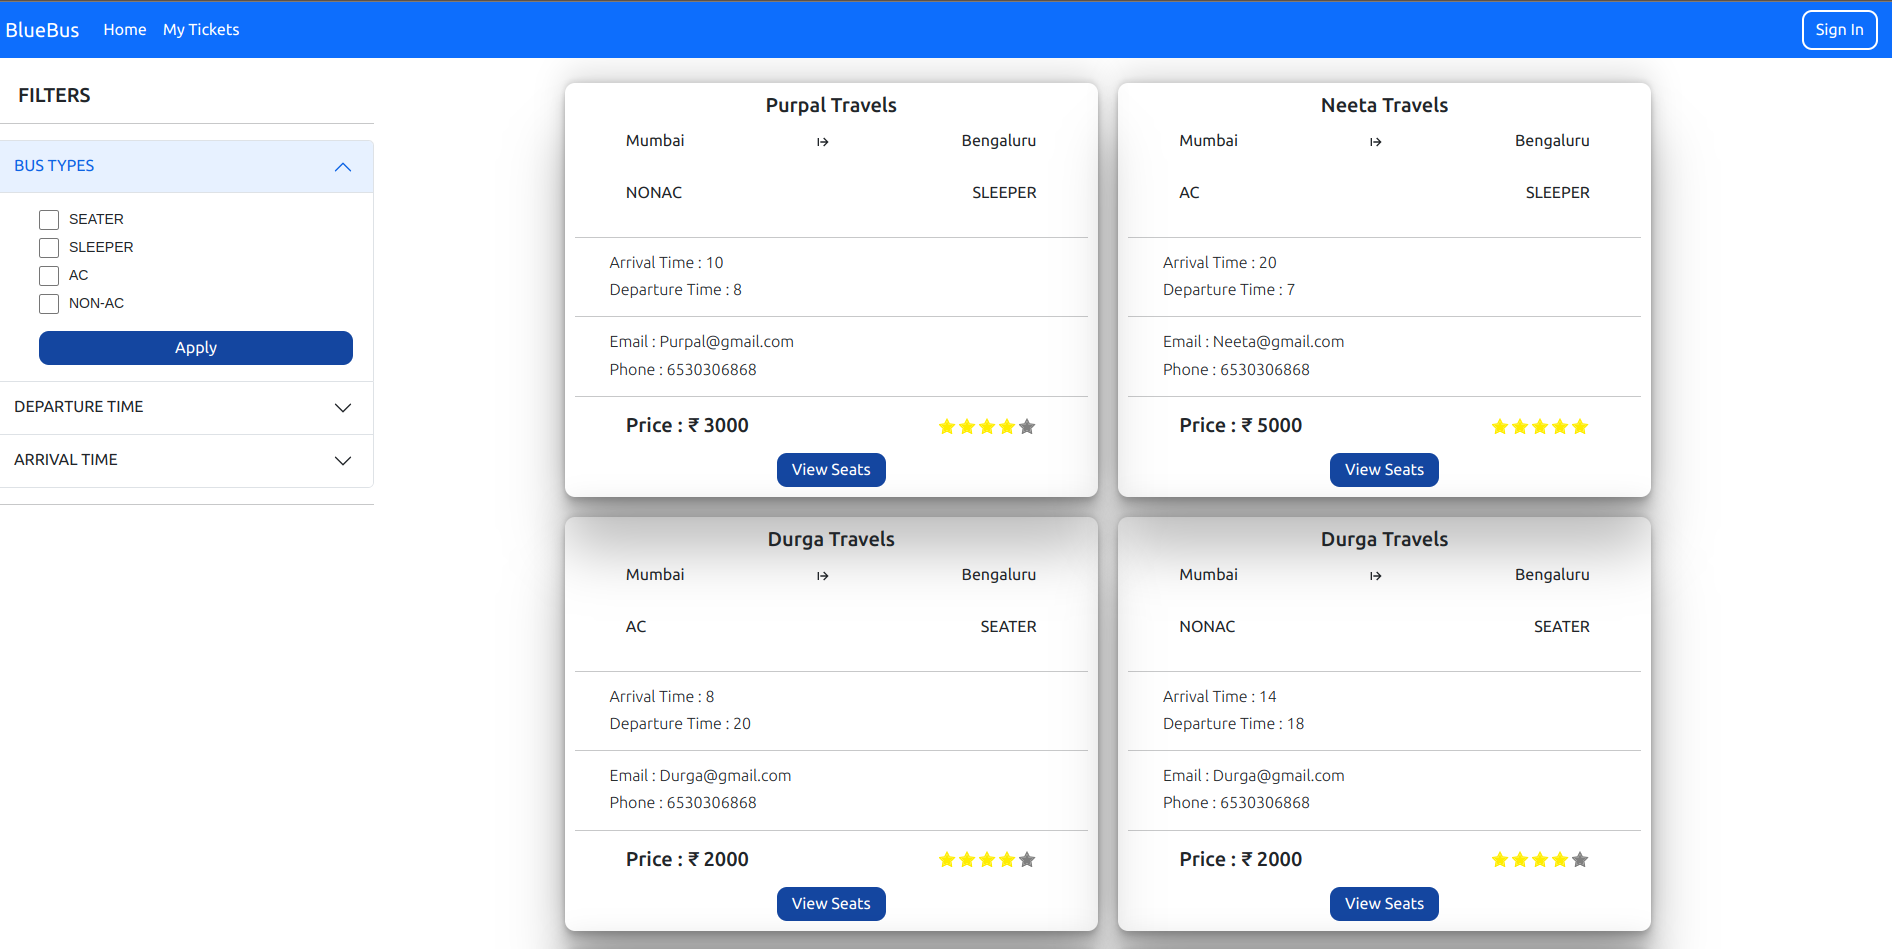 BlueBus Home My Tickets Sign In
FILTERS
BUS TYPES
SEATER
SLEEPER
AC
NON-AC
Apply
DEPARTURE TIME
ARRIVAL TIME
Purpal Travels
Mumbai Bengaluru
NONAC SLEEPER
Arrival Time : 10
Departure Time : 8
Email : Purpal@gmail.com
Phone : 6530306868
Price : ₹ 3000
View Seats
Neeta Travels
Mumbai Bengaluru
AC SLEEPER
Arrival Time : 20
Departure Time : 7
Email : Neeta@gmail.com
Phone : 6530306868
Price : ₹ 5000
View Seats
Durga Travels
Mumbai Bengaluru
AC SEATER
Arrival Time : 8
Departure Time : 20
Email : Durga@gmail.com
Phone : 6530306868
Price : ₹ 2000
View Seats
Durga Travels
Mumbai Bengaluru
NONAC SEATER
Arrival Time : 14
Departure Time : 18
Email : Durga@gmail.com
Phone : 6530306868
Price : ₹ 2000
View Seats